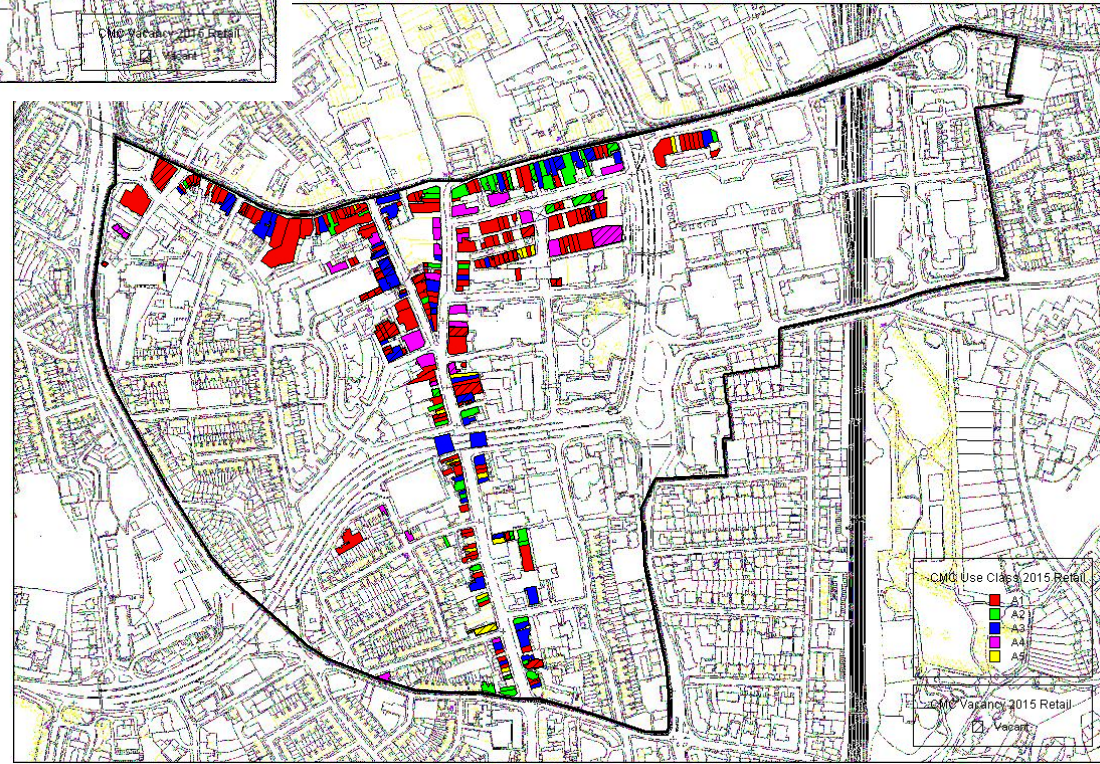 CMC Vacancy 2015 Retail
Vacant
CMC Use Class 2015 Retail
A1
A2
A3
A4
A5
CMC Vacancy 2015 Retail
Vacant